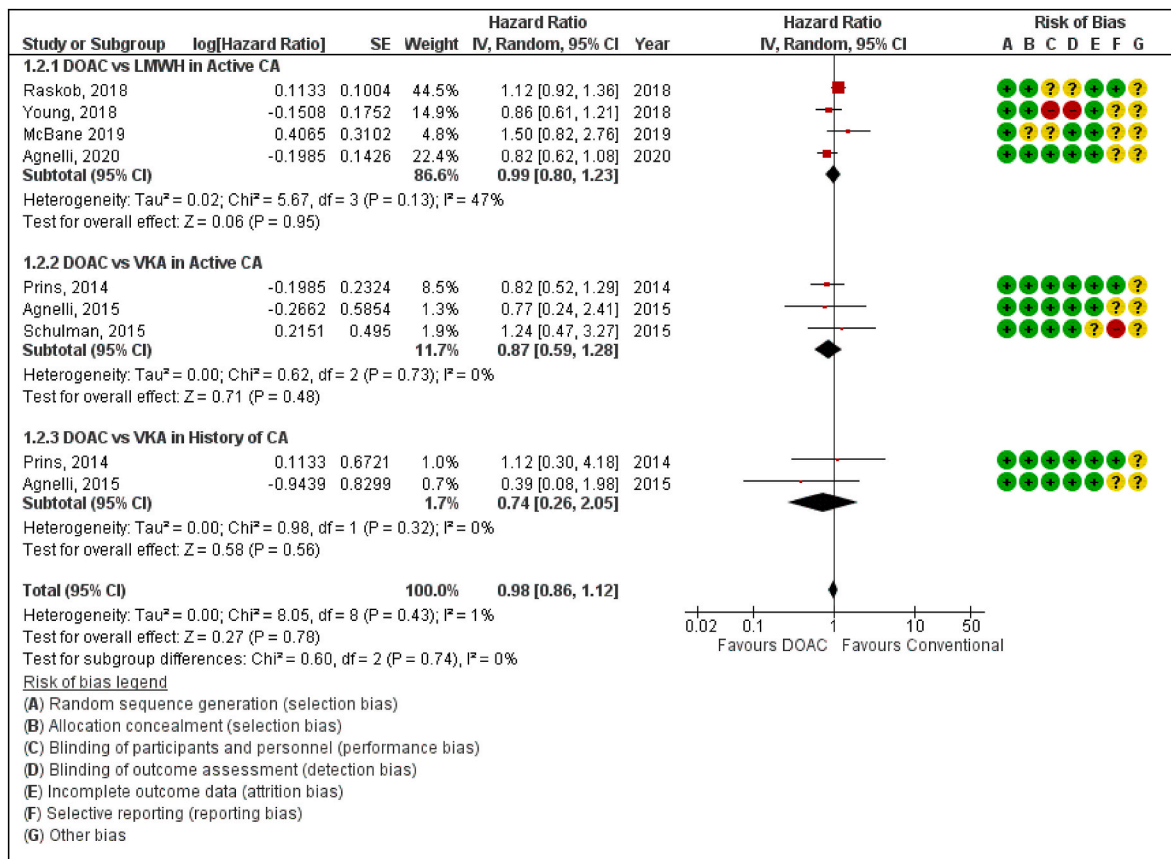 Hazard Ratio Hazard Ratio Risk of Bias
Study or Subgroup log[Hazard Ratio] SE Weight IV, Random, 95% CI Year IV, Random, 95% CI A B C D E F G
1.2.1 DOAC vs LMWH in Active CA
Raskob, 2018 0.1133 0.1004 44.5% 1.12 [0.92, 1.36] 2018 + + ? ? + + ?
Young, 2018 -0.1508 0.1752 14.9% 0.86 [0.61, 1.21] 2018 + + - - + ? ?
McBane 2019 0.4065 0.3102 4.8% 1.50 [0.82, 2.76] 2019 + ? ? + + ? ?
Agnelli, 2020 -0.1985 0.1426 22.4% 0.82 [0.62, 1.08] 2020 + + + + + ? ?
Subtotal (95% CI) 86.6% 0.99 [0.80, 1.23]
Heterogeneity: Tau² = 0.02; Chi² = 5.67, df = 3 (P = 0.13); I² = 47%
Test for overall effect: Z = 0.06 (P = 0.95)
1.2.2 DOAC vs VKA in Active CA
Prins, 2014 -0.1985 0.2324 8.5% 0.82 [0.52, 1.29] 2014 + + + + + + ?
Agnelli, 2015 -0.2662 0.5854 1.3% 0.77 [0.24, 2.41] 2015 + + + + + ? ?
Schulman, 2015 0.2151 0.495 1.9% 1.24 [0.47, 3.27] 2015 + + + + ? - ?
Subtotal (95% CI) 11.7% 0.87 [0.59, 1.28]
Heterogeneity: Tau² = 0.00; Chi² = 0.62, df = 2 (P = 0.73); I² = 0%
Test for overall effect: Z = 0.71 (P = 0.48)
1.2.3 DOAC vs VKA in History of CA
Prins, 2014 0.1133 0.6721 1.0% 1.12 [0.30, 4.18] 2014 + + + + + + ?
Agnelli, 2015 -0.9439 0.8299 0.7% 0.39 [0.08, 1.98] 2015 + + + + + ? ?
Subtotal (95% CI) 1.7% 0.74 [0.26, 2.05]
Heterogeneity: Tau² = 0.00; Chi² = 0.98, df = 1 (P = 0.32); I² = 0%
Test for overall effect: Z = 0.58 (P = 0.56)
Total (95% CI) 100.0% 0.98 [0.86, 1.12]
Heterogeneity: Tau² = 0.00; Chi² = 8.05, df = 8 (P = 0.43); I² = 1%
Test for overall effect: Z = 0.27 (P = 0.78)
Test for subgroup differences: Chi² = 0.60, df = 2 (P = 0.74), I² = 0%
0.02 0.1 1 10 50
Favours DOAC Favours Conventional
Risk of bias legend
(A) Random sequence generation (selection bias)
(B) Allocation concealment (selection bias)
(C) Blinding of participants and personnel (performance bias)
(D) Blinding of outcome assessment (detection bias)
(E) Incomplete outcome data (attrition bias)
(F) Selective reporting (reporting bias)
(G) Other bias